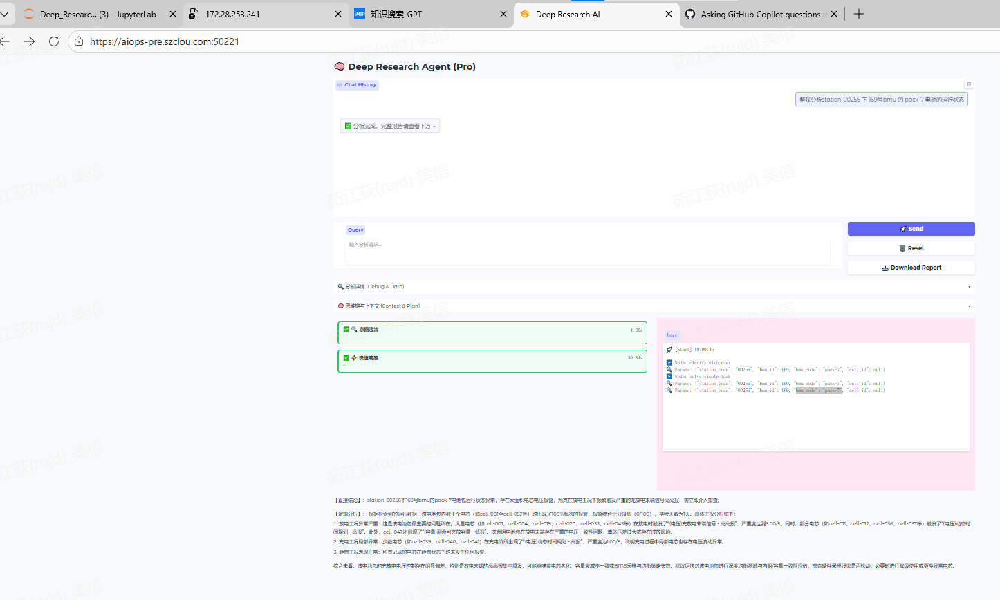 Deep_Researc... (3) - JupyterLab
172.28.253.241
iMIP 知识搜索-GPT
Deep Research AI
Asking GitHub Copilot questions i
https://aiops-pre.szclou.com:50221
Deep Research Agent (Pro)
Chat History
帮我分析station-00256 下 169号bmu 的 pack-7 电池的运行状态
分析完成，完整报告请查看下方
Query
输入分析请求...
Send
Reset
Download Report
分析详情 (Debug & Data)
思维链与上下文 (Context & Plan)
意图澄清 4.22s
...
快速响应 30.84s
...
Logs
[Start] 10:00:46
Node: clarify_with_user
Params: {"station_code": "00256", "bmu_id": 169, "bmu_code": "pack-7", "cell_id": null}
Node: solve_simple_task
Params: {"station_code": "00256", "bmu_id": 169, "bmu_code": "pack-7", "cell_id": null}
Params: {"station_code": "00256", "bmu_id": 169, "bmu_code": "pack-7", "cell_id": null}
【直接结论】：station-00256下169号bmu的pack-7电池包运行状态异常，存在大面积电芯电压报警，尤其在放电工况下频繁触发严重的充放电末端信号高高报，需立即介入排查。
【逻辑分析】： 根据检索到的运行数据，该电池包内数十个电芯（如cell-001至cell-052等）均出现了100%频次的报警，报警综合评分极低（0/100），持续天数为1天。具体工况分析如下：
1. 放电工况异常严重：这是该电池包最主要的问题所在。大量电芯（如cell-001、cell-004、cell-019、cell-020、cell-033、cell-043等）在放电时触发了“(电压)充放电末端信号 - 高高报”，严重度达到3.00/5。同时，部分电芯（如cell-011、cell-012、cell-036、cell-037等）触发了“(电压)动态时
间规划 - 高报”。此外，cell-047还出现了“(容量)剩余可充放容量 - 低报”。这表明电池包在放电末端存在严重的电压一致性问题、单体压差过大或存在过放风险。
2. 充电工况局部异常：少数电芯（如cell-039、cell-040、cell-041）在充电阶段出现了“(电压)动态时间规划 - 高报”，严重度为1.00/5，说明充电过程中局部电芯也存在电压波动异常。
3. 静置工况表现正常：所有记录的电芯在静置状态下均未发生任何报警。
综合来看，该电池包的充放电电压控制存在明显偏差，特别是放电末端的高高报集中爆发，可能意味着电芯老化、容量衰减不一致或BMS采样与均衡策略失效。建议尽快对该电池包进行深度均衡测试与内阻/容量一致性评估，排查硬件采样线束是否松动，必要时进行降级使用或更换异常电芯。
茹江荻(rujd) 美信